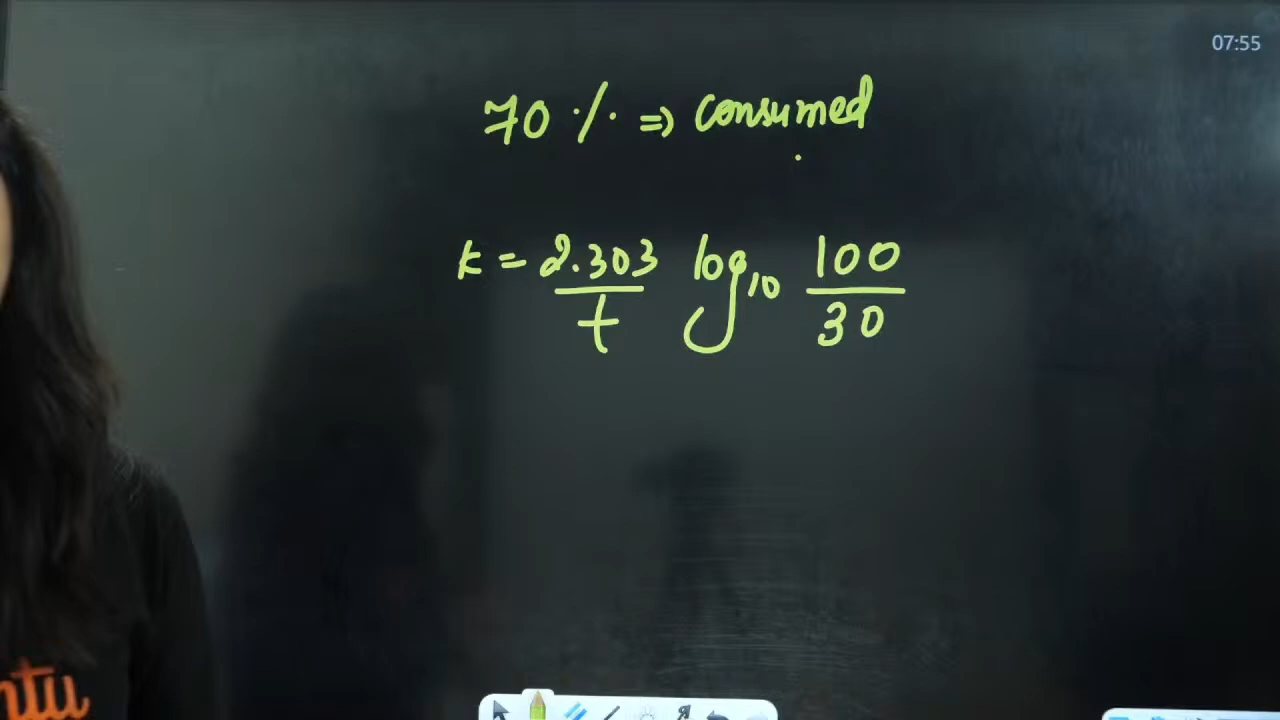 07:55
70 % => consumed
K = 2.303/t log10 100/30
ntu